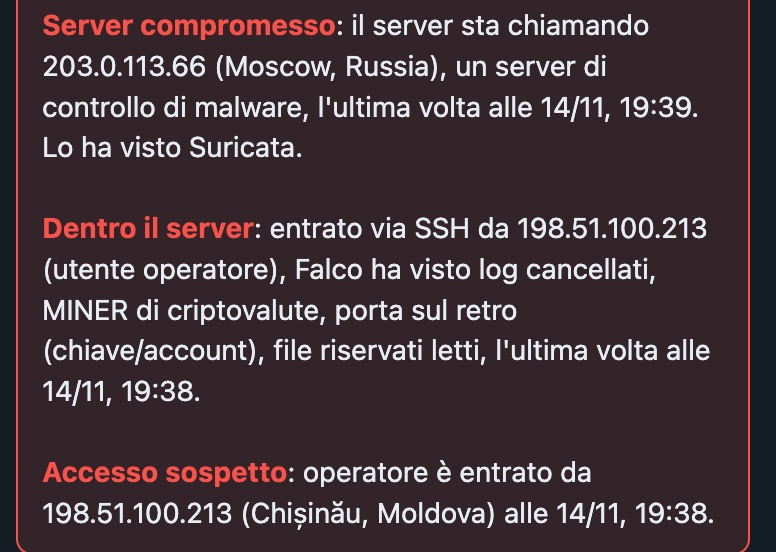 Server compromesso: il server sta chiamando
203.0.113.66 (Moscow, Russia), un server di
controllo di malware, l'ultima volta alle 14/11, 19:39.
Lo ha visto Suricata.
Dentro il server: entrato via SSH da 198.51.100.213
(utente operatore), Falco ha visto log cancellati,
MINER di criptovalute, porta sul retro
(chiave/account), file riservati letti, l'ultima volta alle
14/11, 19:38.
Accesso sospetto: operatore è entrato da
198.51.100.213 (Chișinău, Moldova) alle 14/11, 19:38.